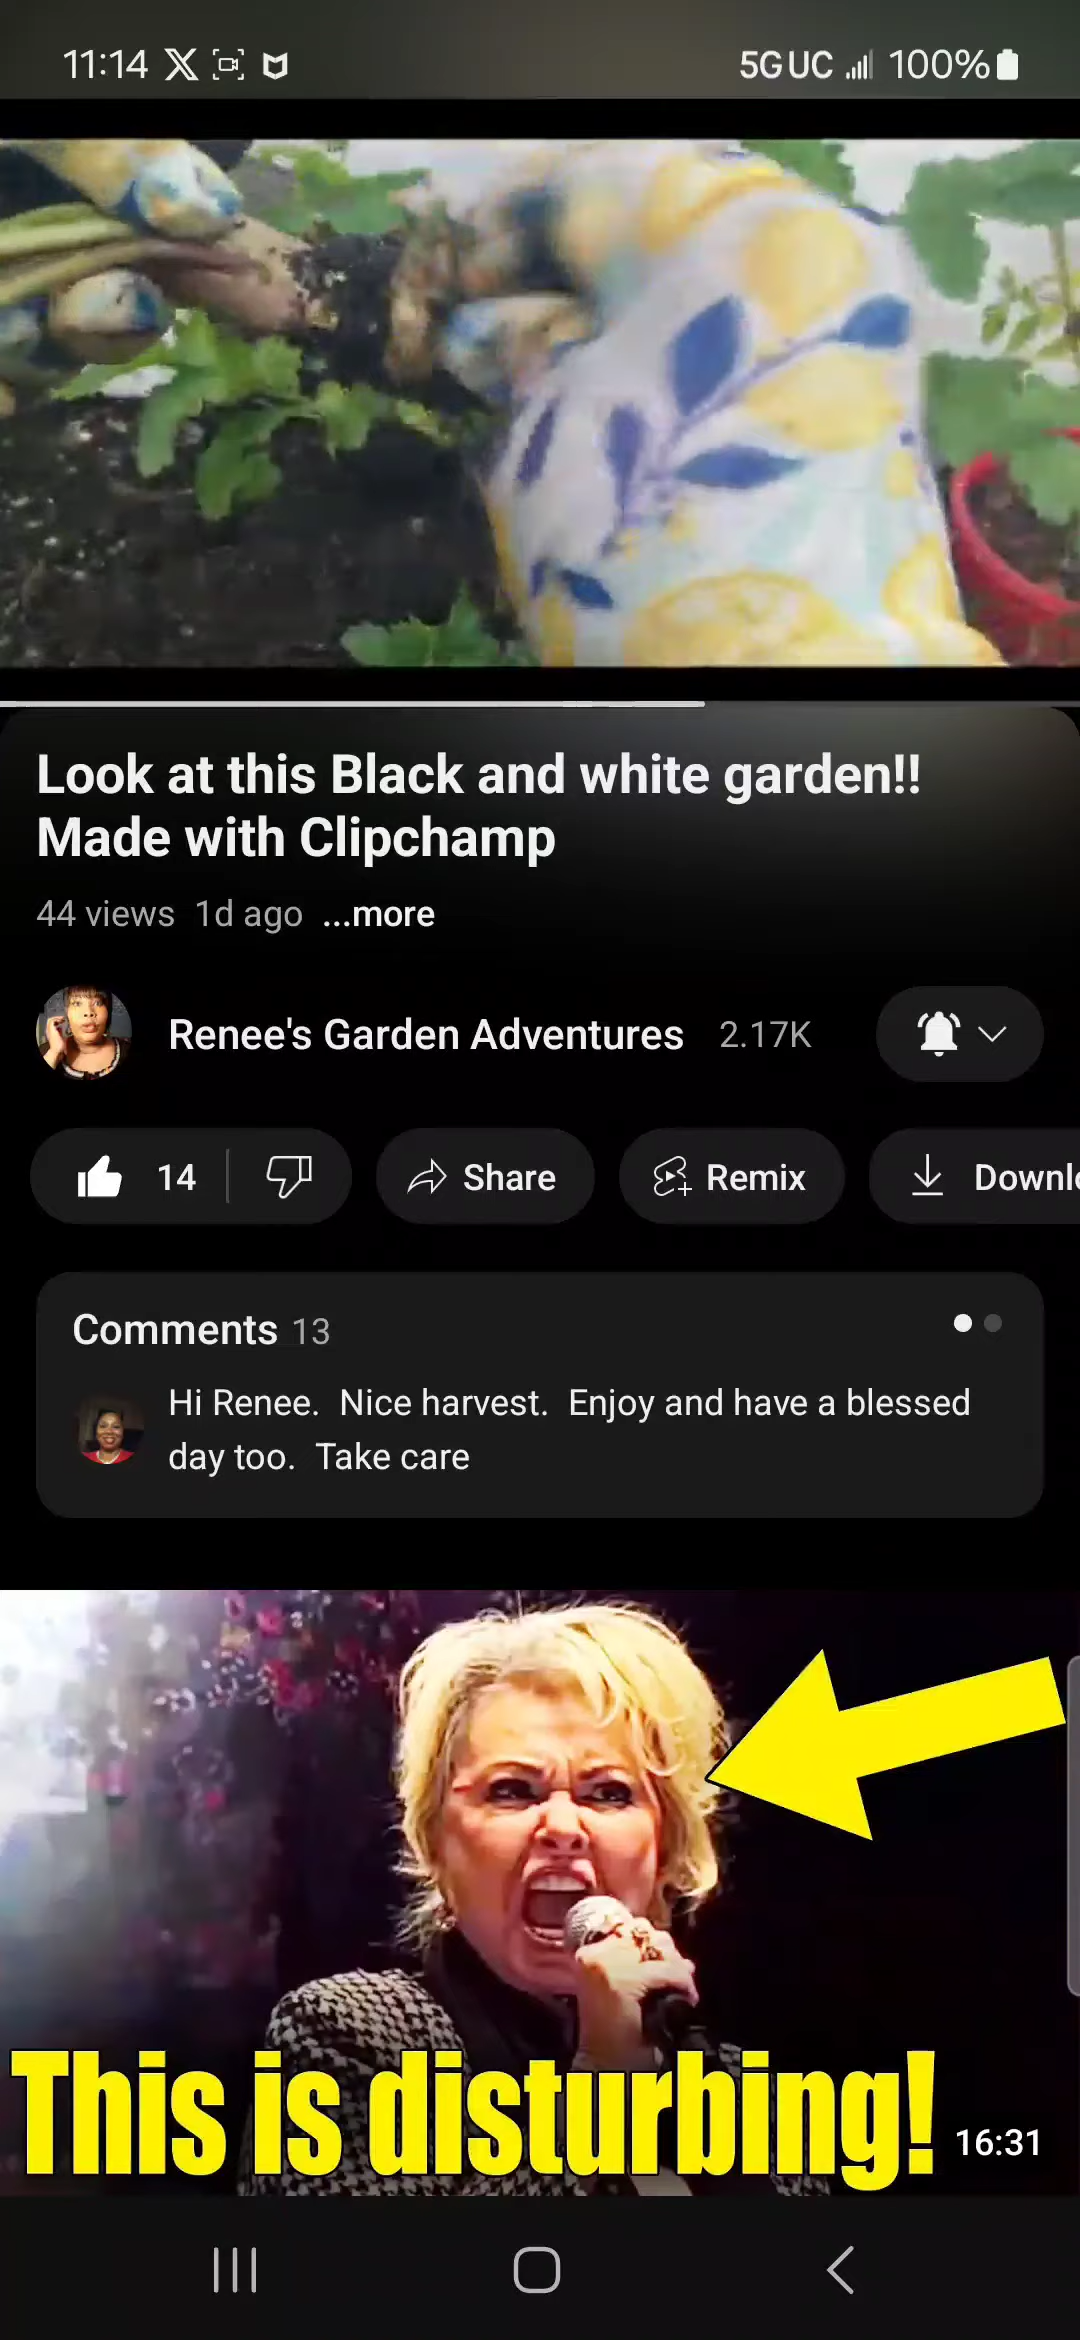 11:14
5G UC 100%
Look at this Black and white garden!!
Made with Clipchamp
44 views 1d ago ...more
Renee's Garden Adventures 2.17K
14
Share
Remix
Downlo
Comments 13
Hi Renee. Nice harvest. Enjoy and have a blessed
day too. Take care
This is disturbing!
16:31